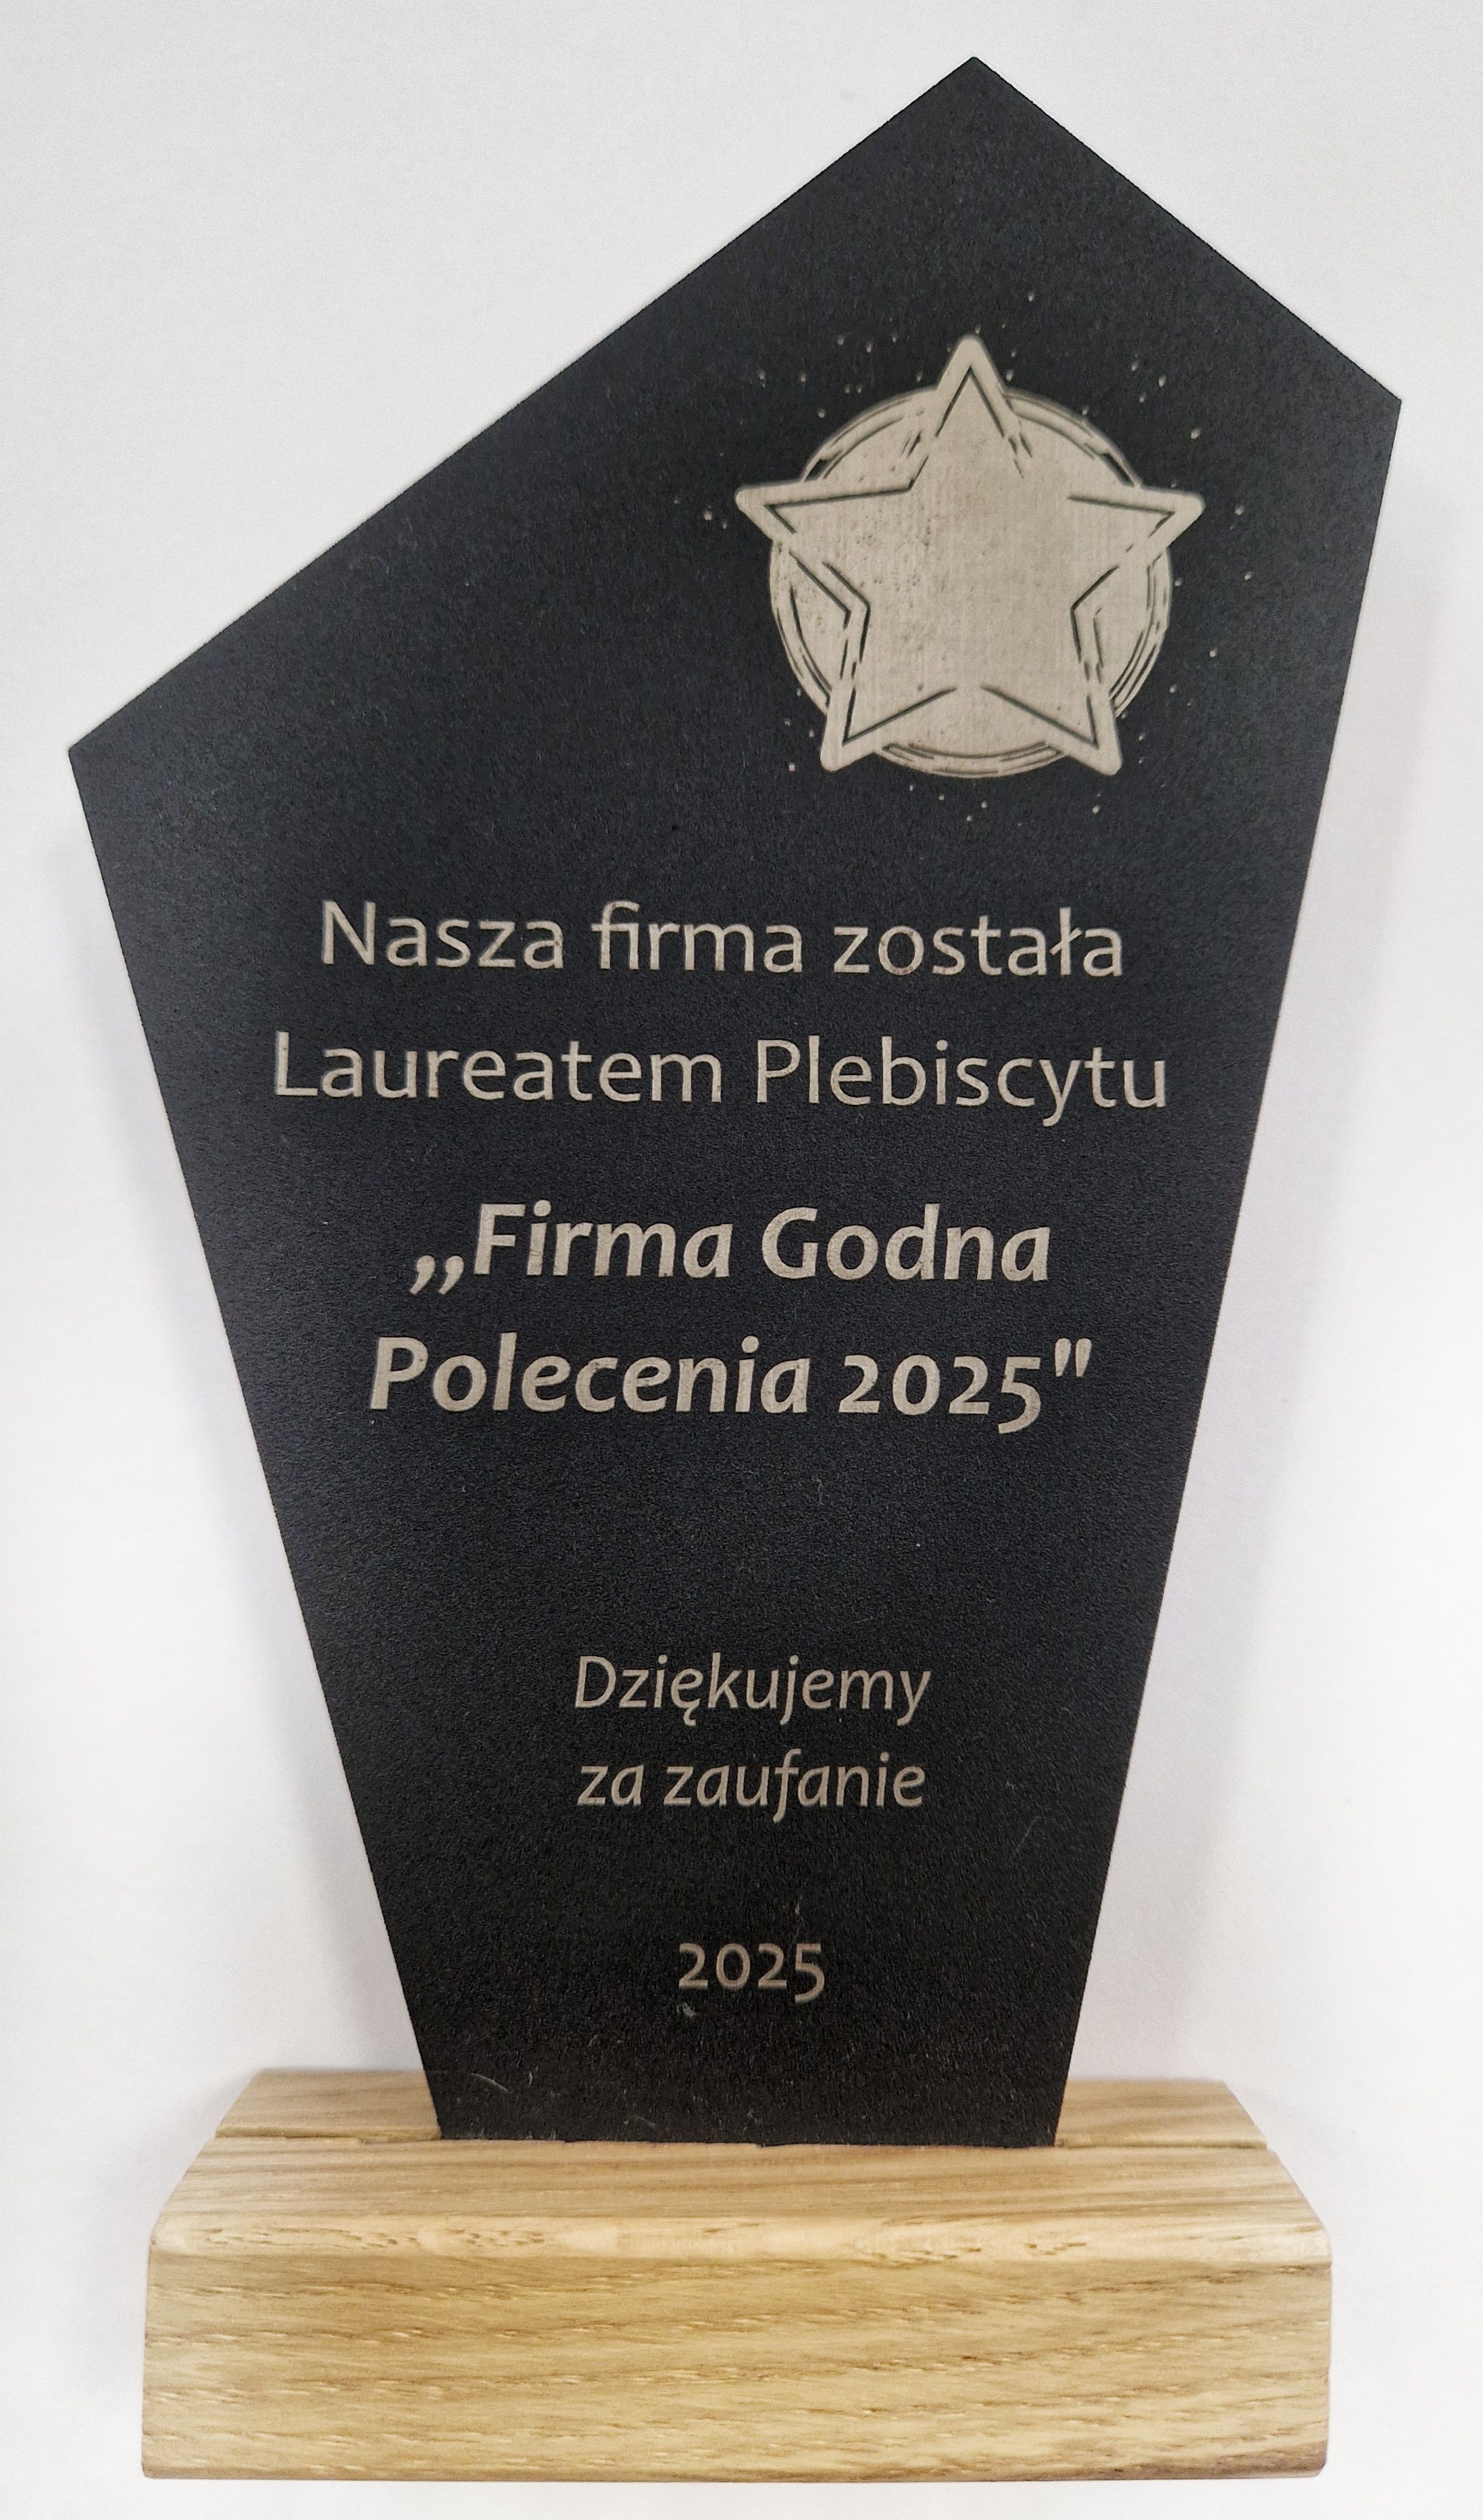 Nasza firma została
Laureatem Plebiscytu
„Firma Godna
Polecenia 2025"
Dziękujemy
za zaufanie
2025